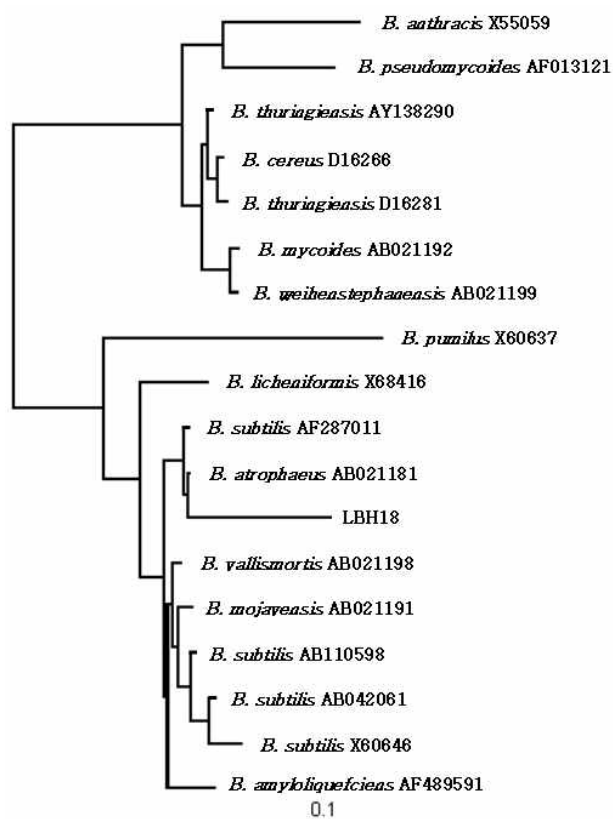 B. anthracis X55059
B. pseudomycoides AF013121
B. thuringiensis AY138290
B. cereus D16266
B. thuringiensis D16281
B. mycoides AB021192
B. weihenstephanensis AB021199
B. pumilus X60637
B. licheniformis X68416
B. subtilis AF287011
B. atrophaeus AB021181
LBH18
B. vallismortis AB021198
B. mojavensis AB021191
B. subtilis AB110598
B. subtilis AB042061
B. subtilis X60646
B. amyloliquefciens AF489591
0.1